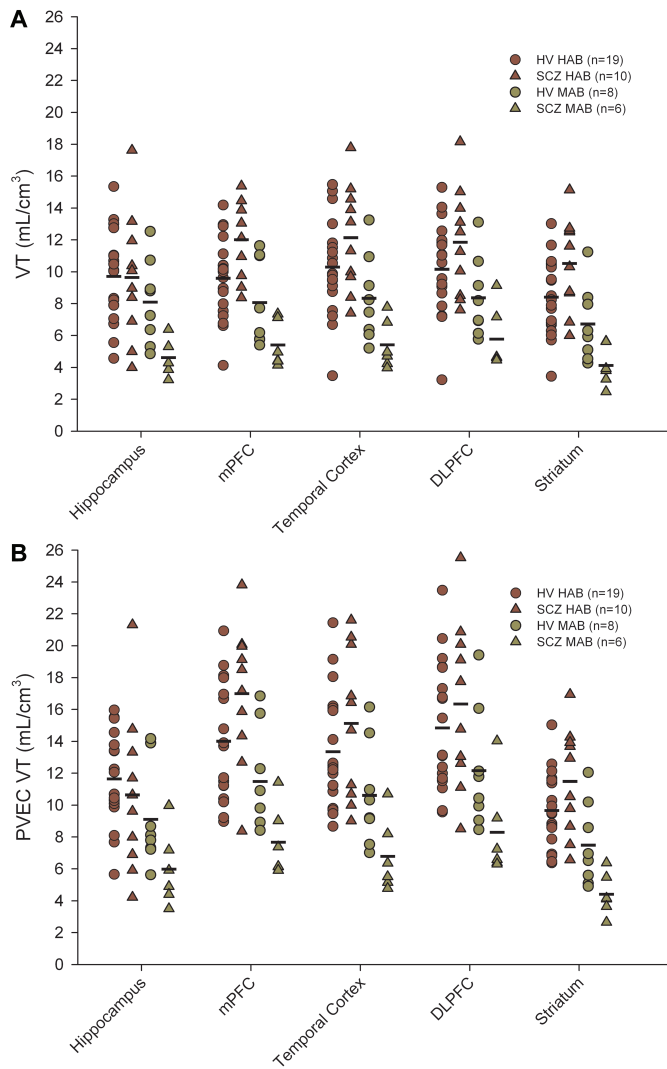 A
26
24
22
20
18
16
14
12
10
8
6
4
2
0
VT (mL/cm³)
HV HAB (n=19)
SCZ HAB (n=10)
HV MAB (n=8)
SCZ MAB (n=6)
Hippocampus
mPFC
Temporal Cortex
DLPFC
Striatum
B
26
24
22
20
18
16
14
12
10
8
6
4
2
0
PVEC VT (mL/cm³)
HV HAB (n=19)
SCZ HAB (n=10)
HV MAB (n=8)
SCZ MAB (n=6)
Hippocampus
mPFC
Temporal Cortex
DLPFC
Striatum